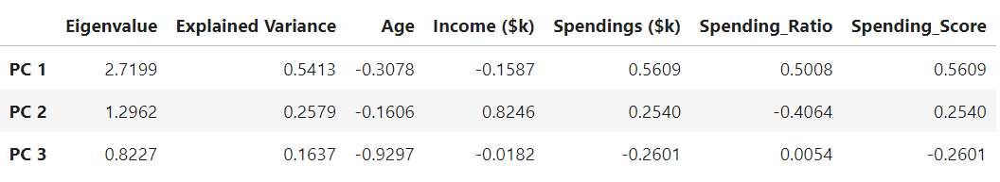 Eigenvalue Explained Variance Age Income ($k) Spendings ($k) Spending_Ratio Spending_Score
PC 1 2.7199 0.5413 -0.3078 -0.1587 0.5609 0.5008 0.5609
PC 2 1.2962 0.2579 -0.1606 0.8246 0.2540 -0.4064 0.2540
PC 3 0.8227 0.1637 -0.9297 -0.0182 -0.2601 0.0054 -0.2601